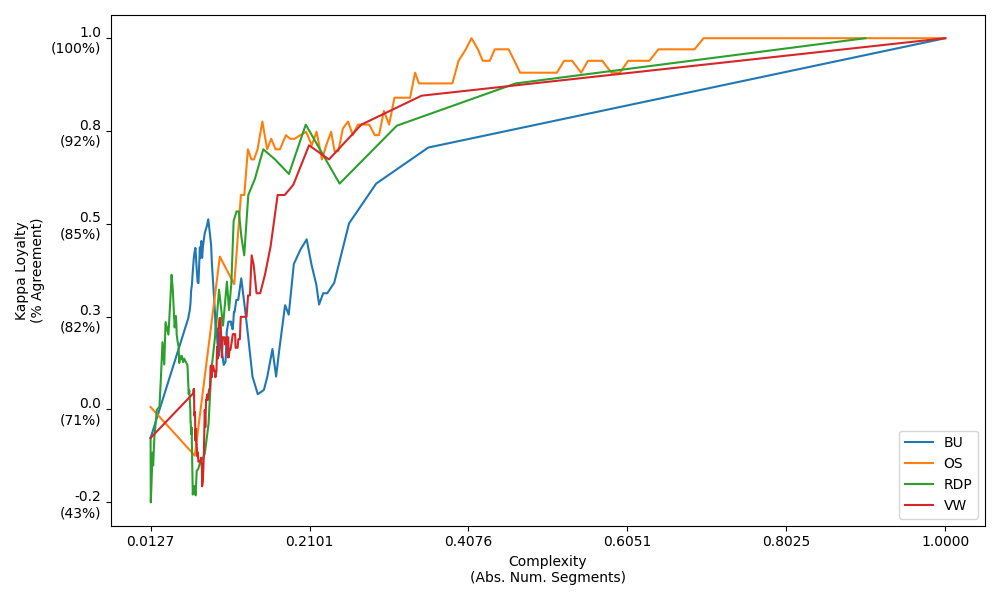 1.0
(100%)
0.8
(92%)
0.5
(85%)
0.3
(82%)
0.0
(71%)
-0.2
(43%)
Kappa Loyalty
(% Agreement)
BU
OS
RDP
VW
0.0127
0.2101
0.4076
0.6051
0.8025
1.0000
Complexity
(Abs. Num. Segments)